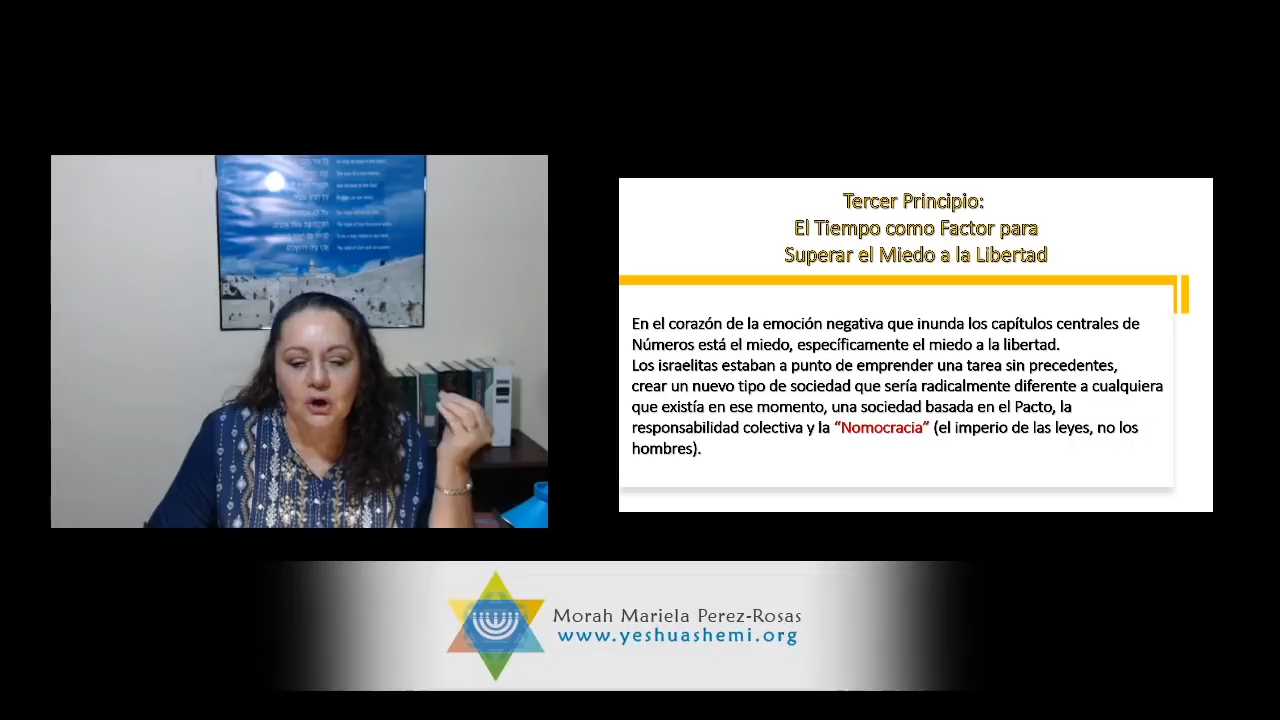 Tercer Principio:
El Tiempo como Factor para
Superar el Miedo a la Libertad
En el corazón de la emoción negativa que inunda los capítulos centrales de
Números está el miedo, específicamente el miedo a la libertad.
Los israelitas estaban a punto de emprender una tarea sin precedentes,
crear un nuevo tipo de sociedad que sería radicalmente diferente a cualquiera
que existía en ese momento, una sociedad basada en el Pacto, la
responsabilidad colectiva y la “Nomocracia” (el imperio de las leyes, no los
hombres).
Morah Mariela Perez-Rosas
www.yeshuashemi.org